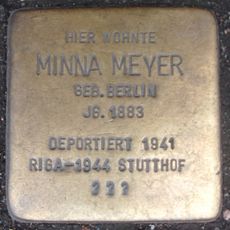 HIER WOHNTE
MINNA MEYER
GEB. BERLIN
JG. 1883
DEPORTIERT 1941
RIGA-1944 STUTTHOF
? ? ?